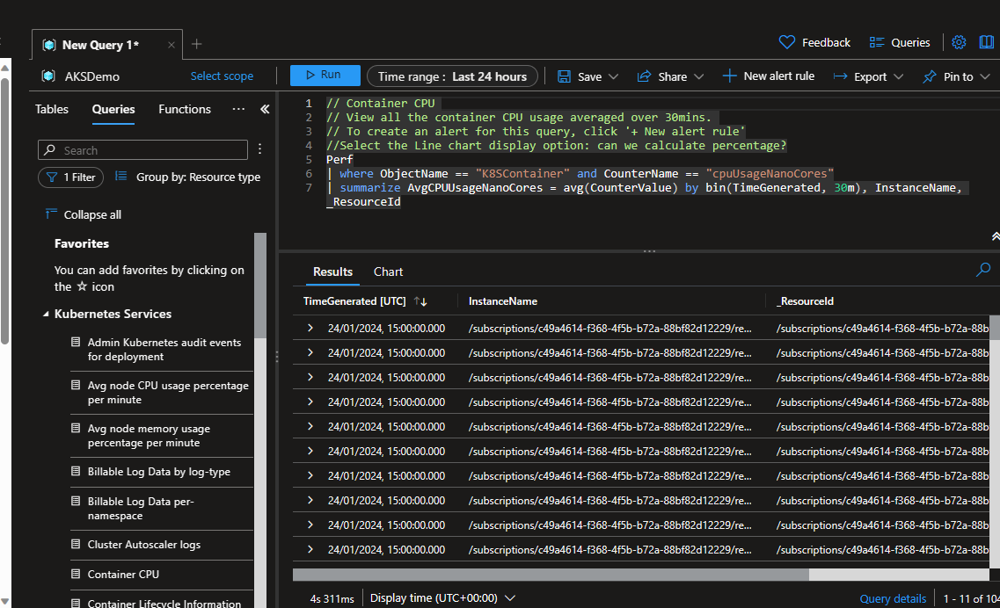 New Query 1*
Feedback
Queries
AKSDemo
Select scope
Run
Time range : Last 24 hours
Save
Share
New alert rule
Export
Pin to
Tables
Queries
Functions
Search
1 Filter
Group by: Resource type
Collapse all
Favorites
You can add favorites by clicking on
the ☆ icon
Kubernetes Services
Admin Kubernetes audit events
for deployment
Avg node CPU usage percentage
per minute
Avg node memory usage
percentage per minute
Billable Log Data by log-type
Billable Log Data per-
namespace
Cluster Autoscaler logs
Container CPU
Container Lifecycle Information
1 // Container CPU
2 // View all the container CPU usage averaged over 30mins.
3 // To create an alert for this query, click '+ New alert rule'
4 //Select the Line chart display option: can we calculate percentage?
5 Perf
6 | where ObjectName == "K8SContainer" and CounterName == "cpuUsageNanoCores"
7 | summarize AvgCPUUsageNanoCores = avg(CounterValue) by bin(TimeGenerated, 30m), InstanceName,
_ResourceId
Results
Chart
TimeGenerated [UTC] InstanceName _ResourceId
24/01/2024, 15:00:00.000 /subscriptions/c49a4614-f368-4f5b-b72a-88bf82d12229/re... /subscriptions/c49a4614-f368-4f5b-b72a-88b
24/01/2024, 15:00:00.000 /subscriptions/c49a4614-f368-4f5b-b72a-88bf82d12229/re... /subscriptions/c49a4614-f368-4f5b-b72a-88b
24/01/2024, 15:00:00.000 /subscriptions/c49a4614-f368-4f5b-b72a-88bf82d12229/re... /subscriptions/c49a4614-f368-4f5b-b72a-88b
24/01/2024, 15:00:00.000 /subscriptions/c49a4614-f368-4f5b-b72a-88bf82d12229/re... /subscriptions/c49a4614-f368-4f5b-b72a-88b
24/01/2024, 15:00:00.000 /subscriptions/c49a4614-f368-4f5b-b72a-88bf82d12229/re... /subscriptions/c49a4614-f368-4f5b-b72a-88b
24/01/2024, 15:00:00.000 /subscriptions/c49a4614-f368-4f5b-b72a-88bf82d12229/re... /subscriptions/c49a4614-f368-4f5b-b72a-88b
24/01/2024, 15:00:00.000 /subscriptions/c49a4614-f368-4f5b-b72a-88bf82d12229/re... /subscriptions/c49a4614-f368-4f5b-b72a-88b
24/01/2024, 15:00:00.000 /subscriptions/c49a4614-f368-4f5b-b72a-88bf82d12229/re... /subscriptions/c49a4614-f368-4f5b-b72a-88b
24/01/2024, 15:00:00.000 /subscriptions/c49a4614-f368-4f5b-b72a-88bf82d12229/re... /subscriptions/c49a4614-f368-4f5b-b72a-88b
24/01/2024, 15:00:00.000 /subscriptions/c49a4614-f368-4f5b-b72a-88bf82d12229/re... /subscriptions/c49a4614-f368-4f5b-b72a-88b
4s 311ms
Display time (UTC+00:00)
Query details
1 - 11 of 104